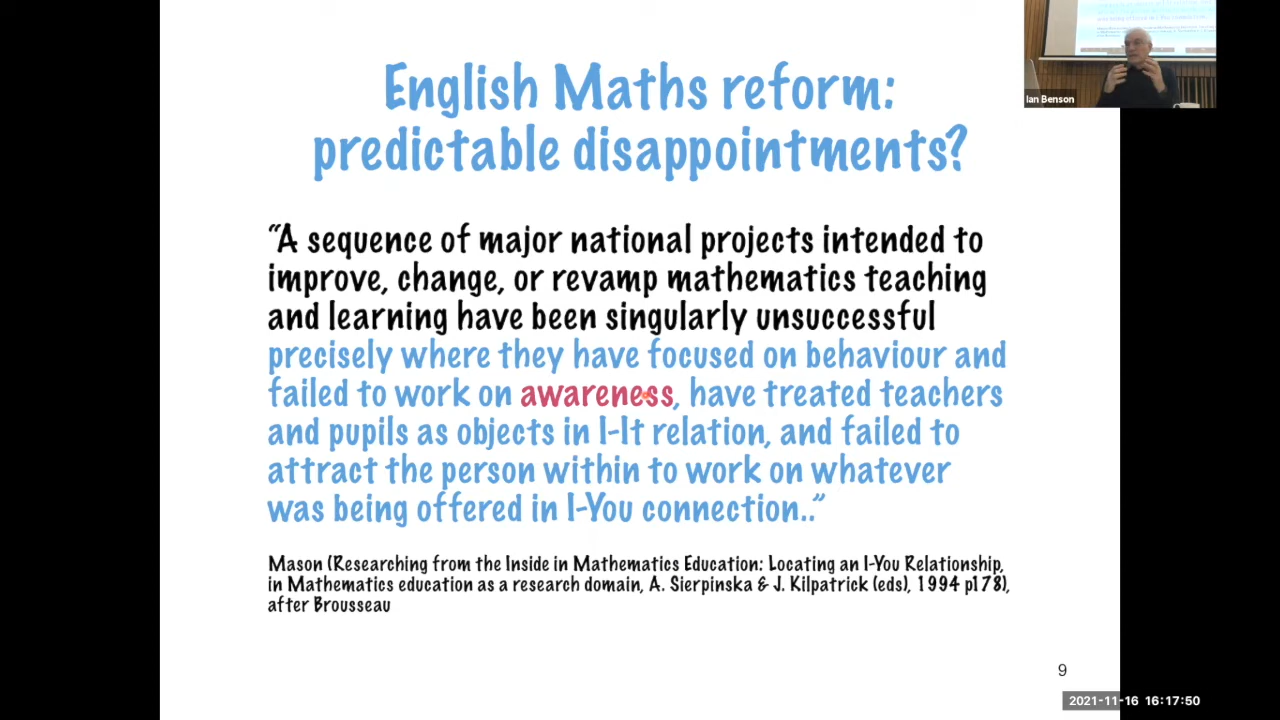 English Maths reform:
predictable disappointments?
Ian Benson
“A sequence of major national projects intended to
improve, change, or revamp mathematics teaching
and learning have been singularly unsuccessful
precisely where they have focused on behaviour and
failed to work on awareness, have treated teachers
and pupils as objects in I-It relation, and failed to
attract the person within to work on whatever
was being offered in I-You connection..”
Mason (Researching from the Inside in Mathematics Education: Locating an I-You Relationship,
in Mathematics education as a research domain, A. Sierpinska & J. Kilpatrick (eds), 1994 p178),
after Brousseau
9
2021-11-16 16:17:50